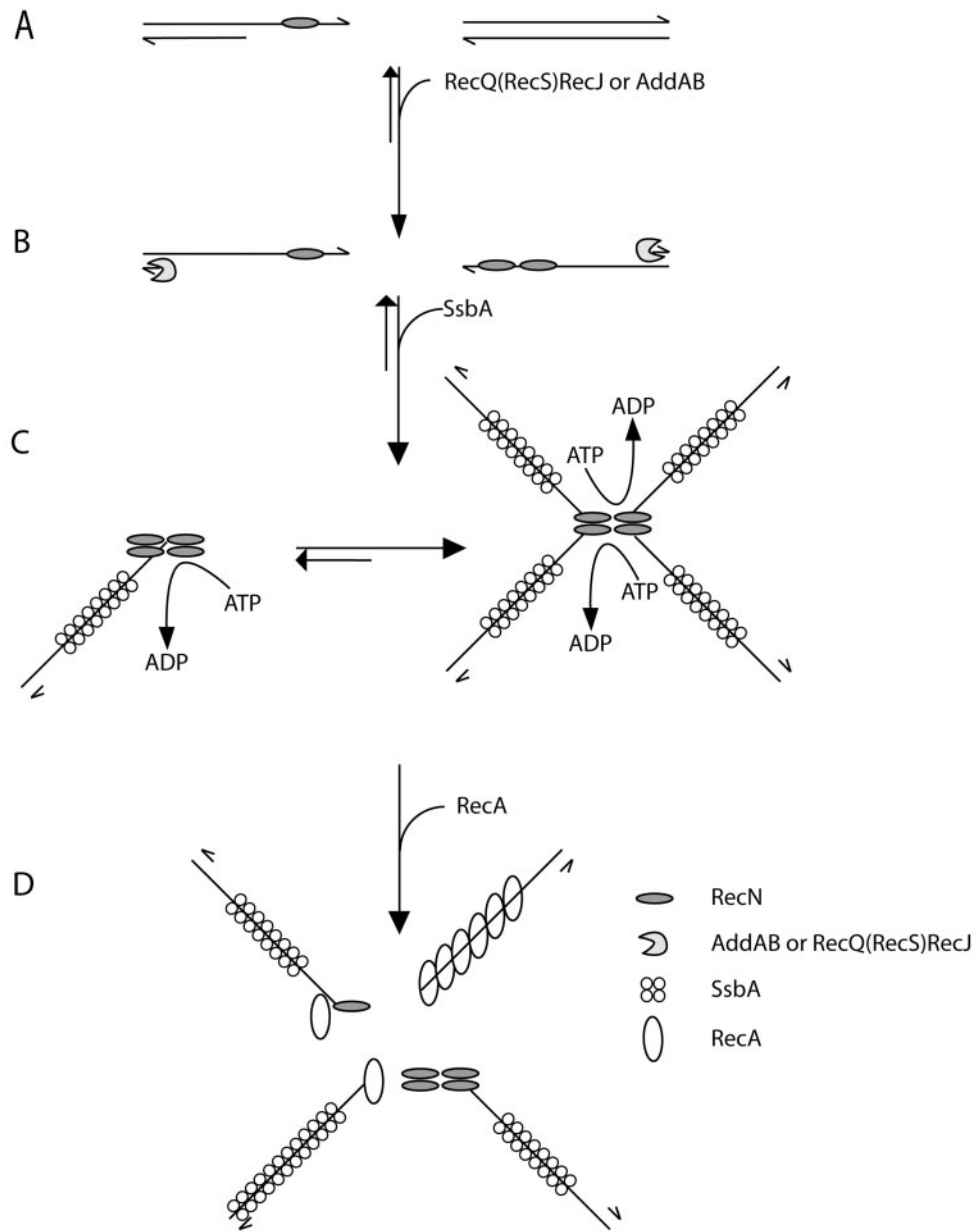 A
RecQ(RecS)RecJ or AddAB
B
SsbA
C
ADP
ATP
ATP
ADP
ATP
ADP
RecA
D
RecN
AddAB or RecQ(RecS)RecJ
SsbA
RecA